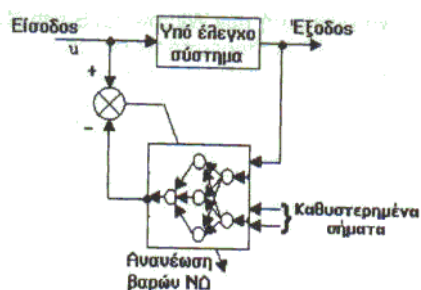 Είσοδος
u
Υπό έλεγχο
σύστημα
Έξοδος
+
−
Καθυστερημένα
σήματα
Ανανέωση
βαρών ΝΔ